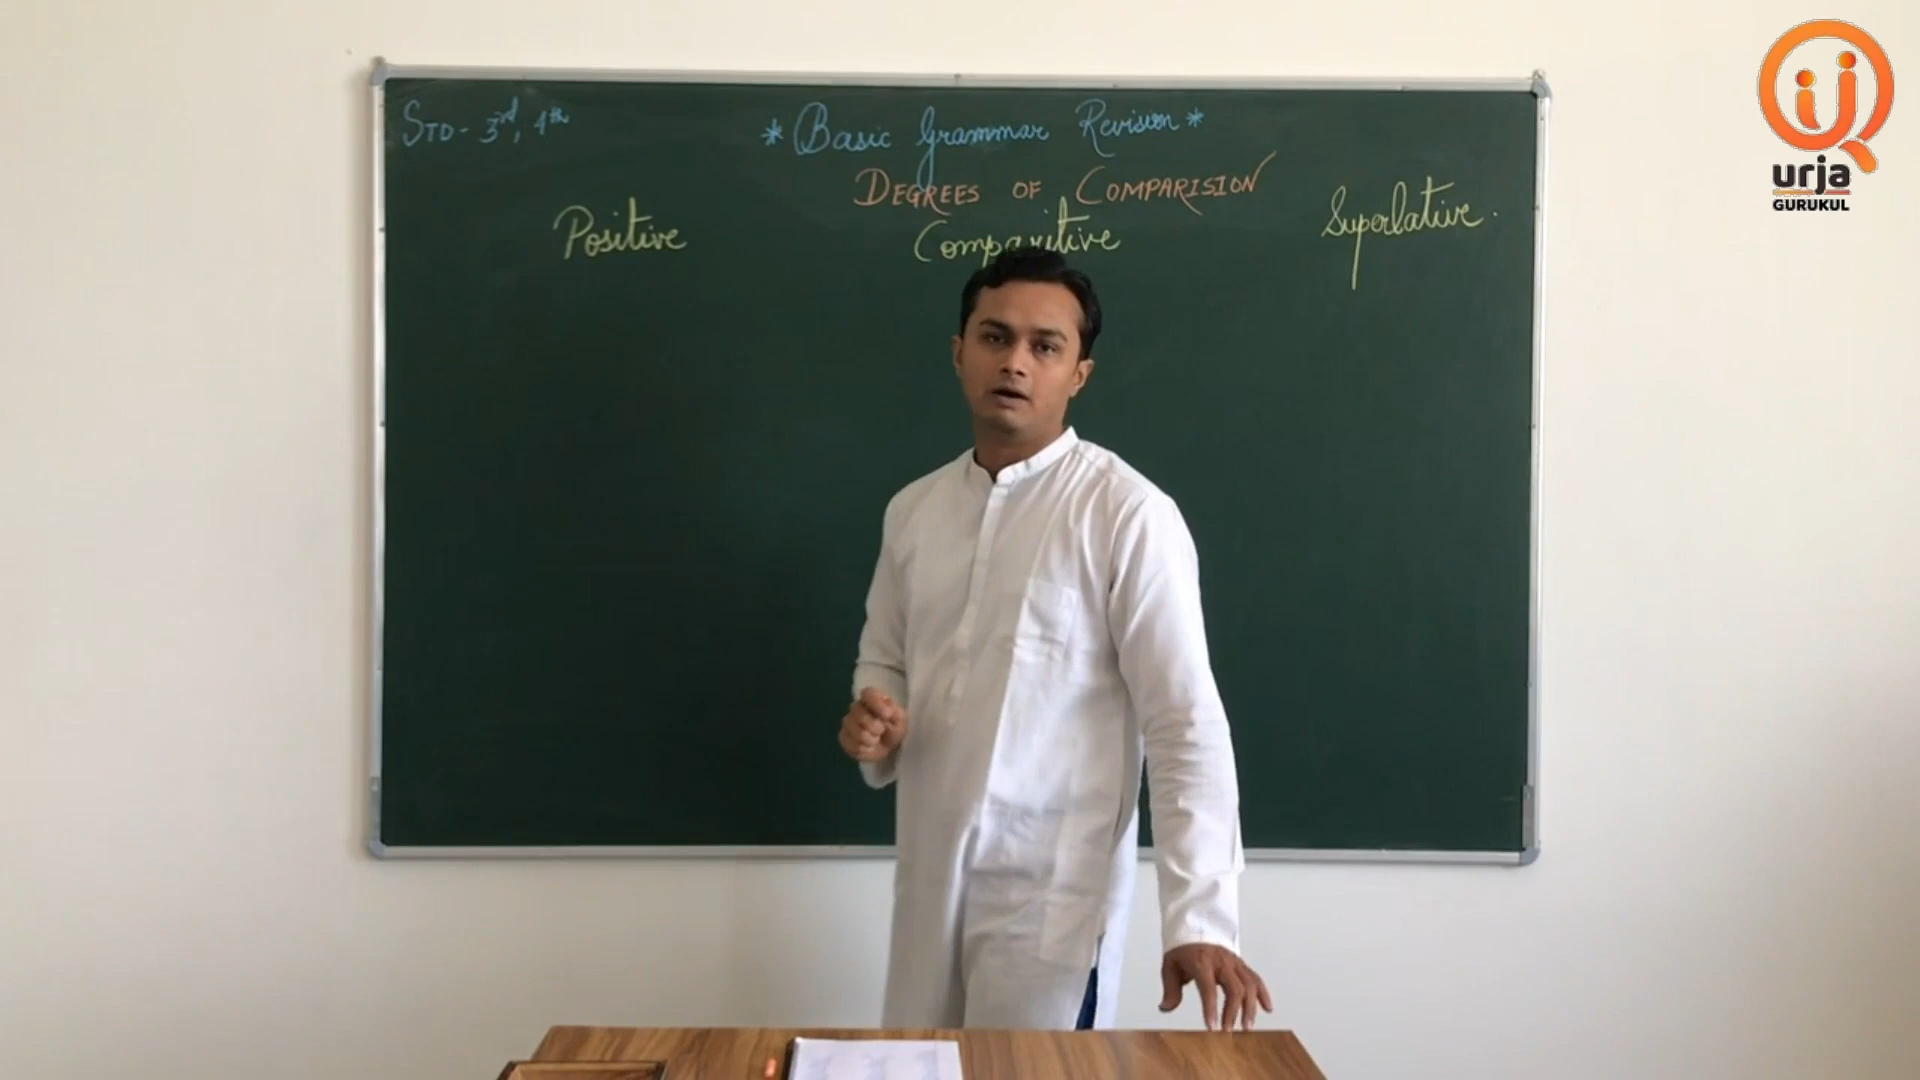 STD- 3rd, 4th
* Basic Grammar Revision *
DEGREES OF COMPARISION
Positive Comparitive Superlative.
urja
GURUKUL